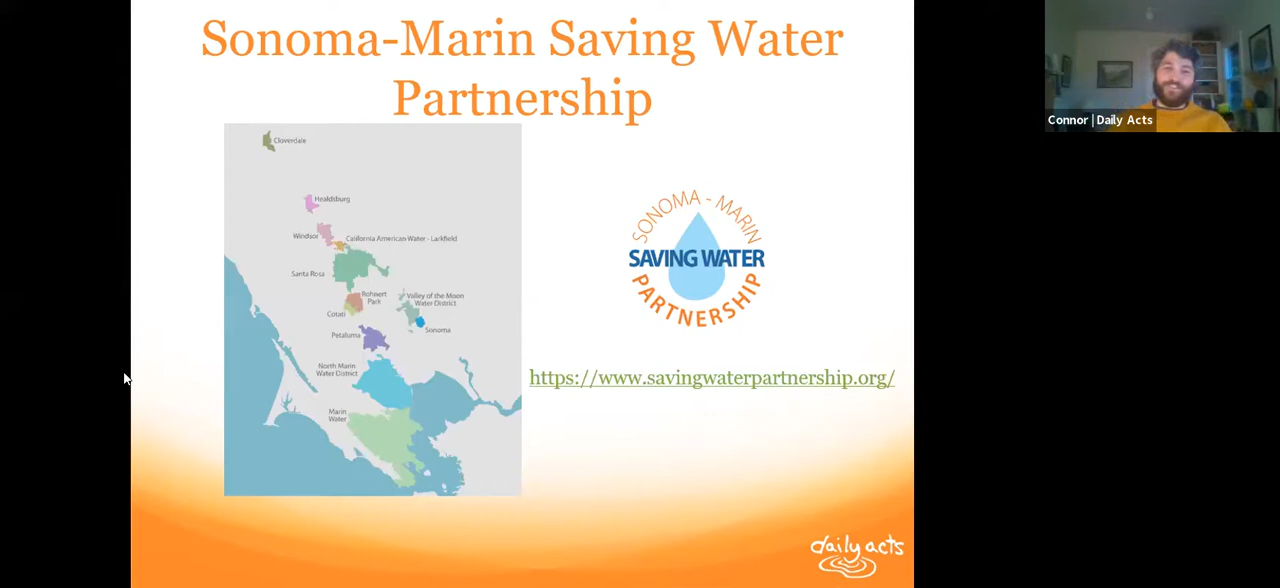 Sonoma-Marin Saving Water
Partnership
Connor | Daily Acts
Cloverdale
Healdsburg
Windsor
California American Water - Larkfield
Santa Rosa
Rohnert
Park
Valley of the Moon
Water District
Cotati
Sonoma
Petaluma
North Marin
Water District
Marin
Water
SONOMA - MARIN
SAVING WATER
PARTNERSHIP
https://www.savingwaterpartnership.org/
daily acts